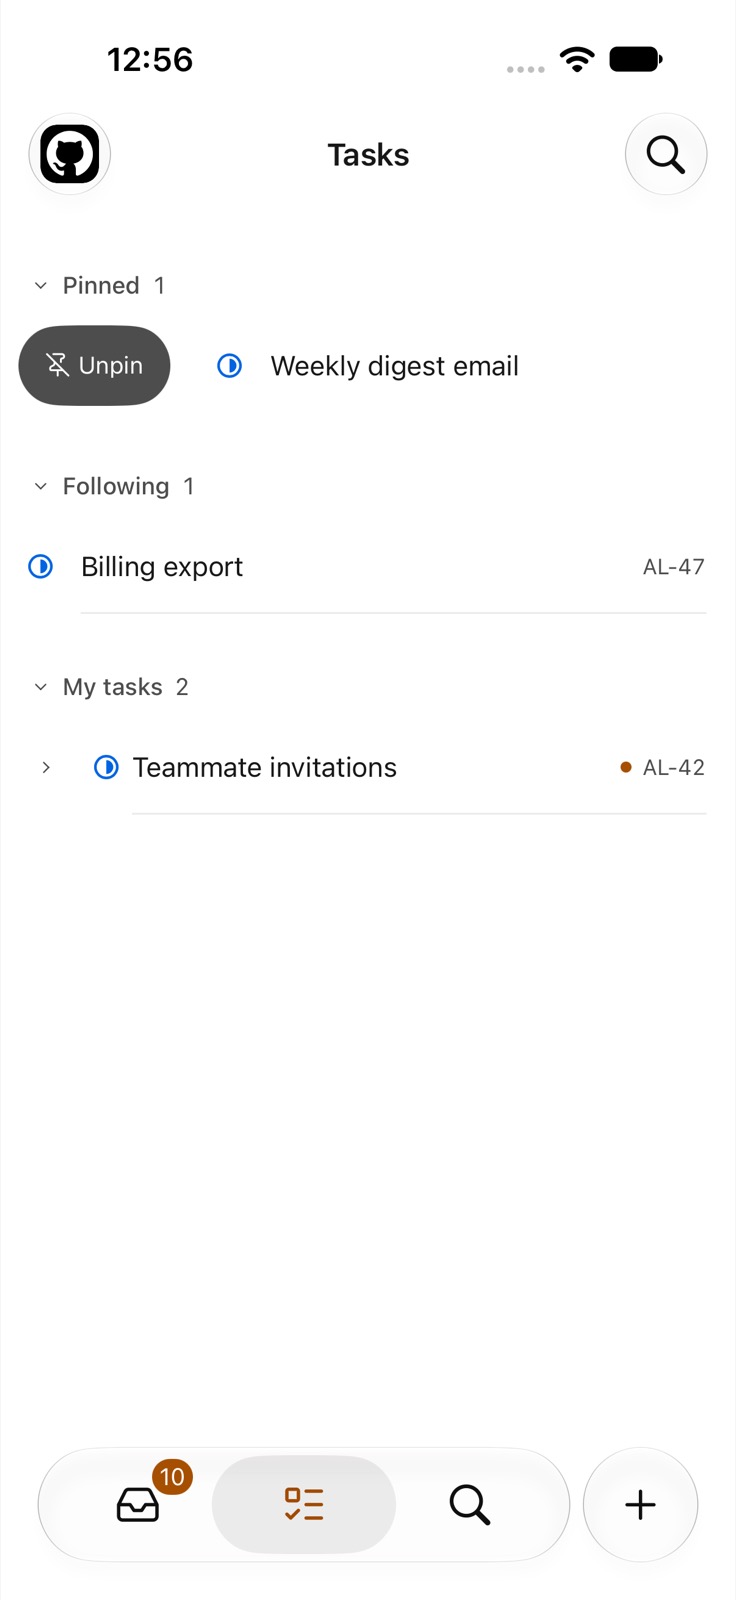 12:56
Tasks
Pinned 1
Unpin Weekly digest email
Following 1
Billing export AL-47
My tasks 2
Teammate invitations AL-42
10